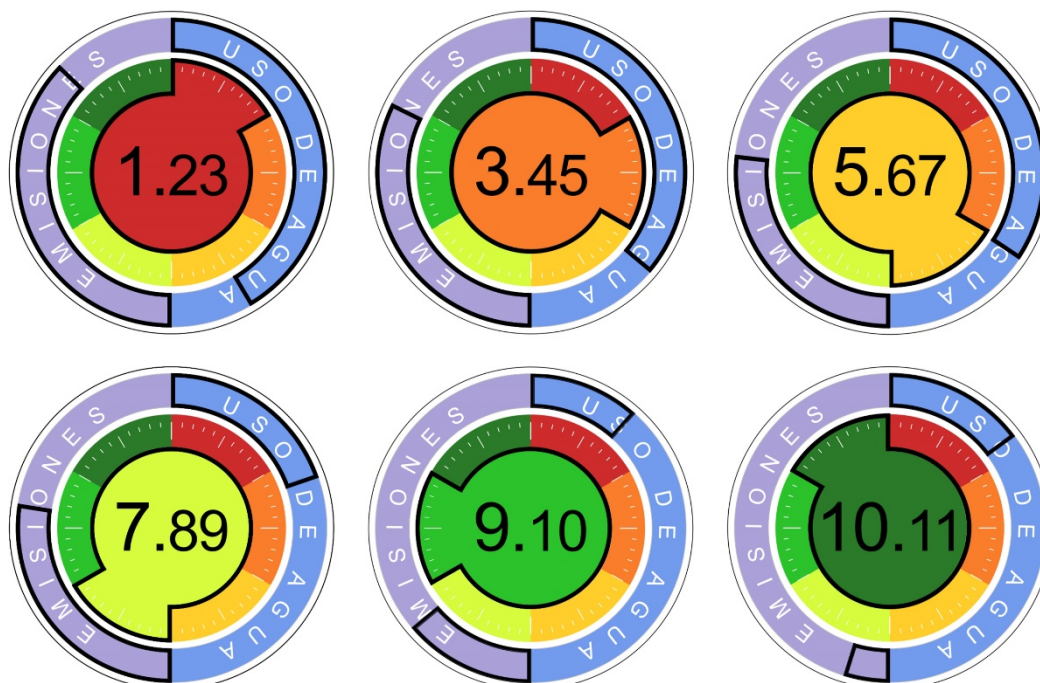 USO DE AGUA
EMISIONES
1.23
USO DE AGUA
EMISIONES
3.45
USO DE AGUA
EMISIONES
5.67
USO DE AGUA
EMISIONES
7.89
USO DE AGUA
EMISIONES
9.10
USO DE AGUA
EMISIONES
10.11